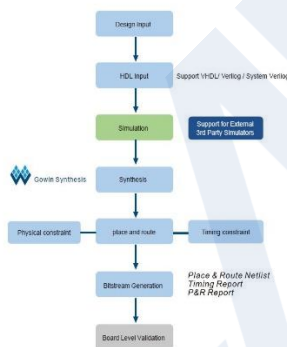 Design Input
HDL Input
Support VHDL/ Verilog / System Verilog
Simulation
Support for External
3rd Party Simulators
Gowin Synthesis
Synthesis
Physical constraint
place and route
Timing constraint
Bitstream Generation
Place & Route Netlist
Timing Report
P&R Report
Board Level Validation